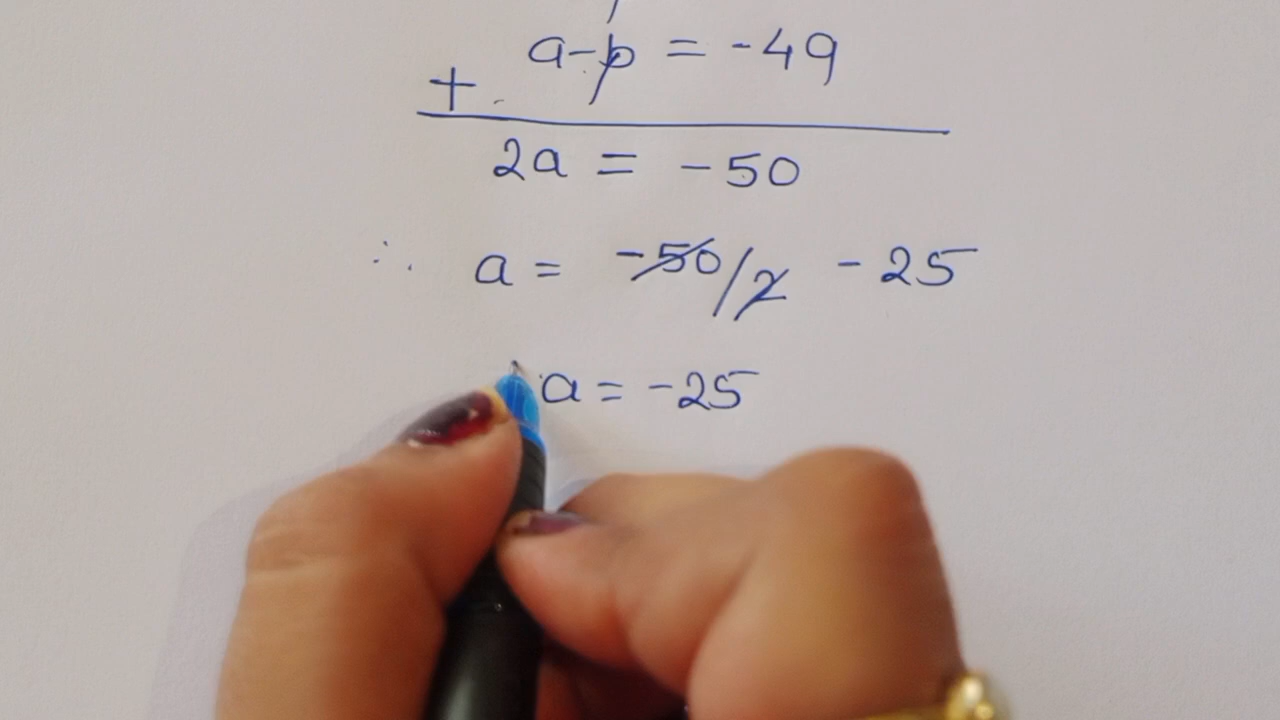 a-p = -49
+
2a = -50
∴ a = -50/2 -25
a = -25